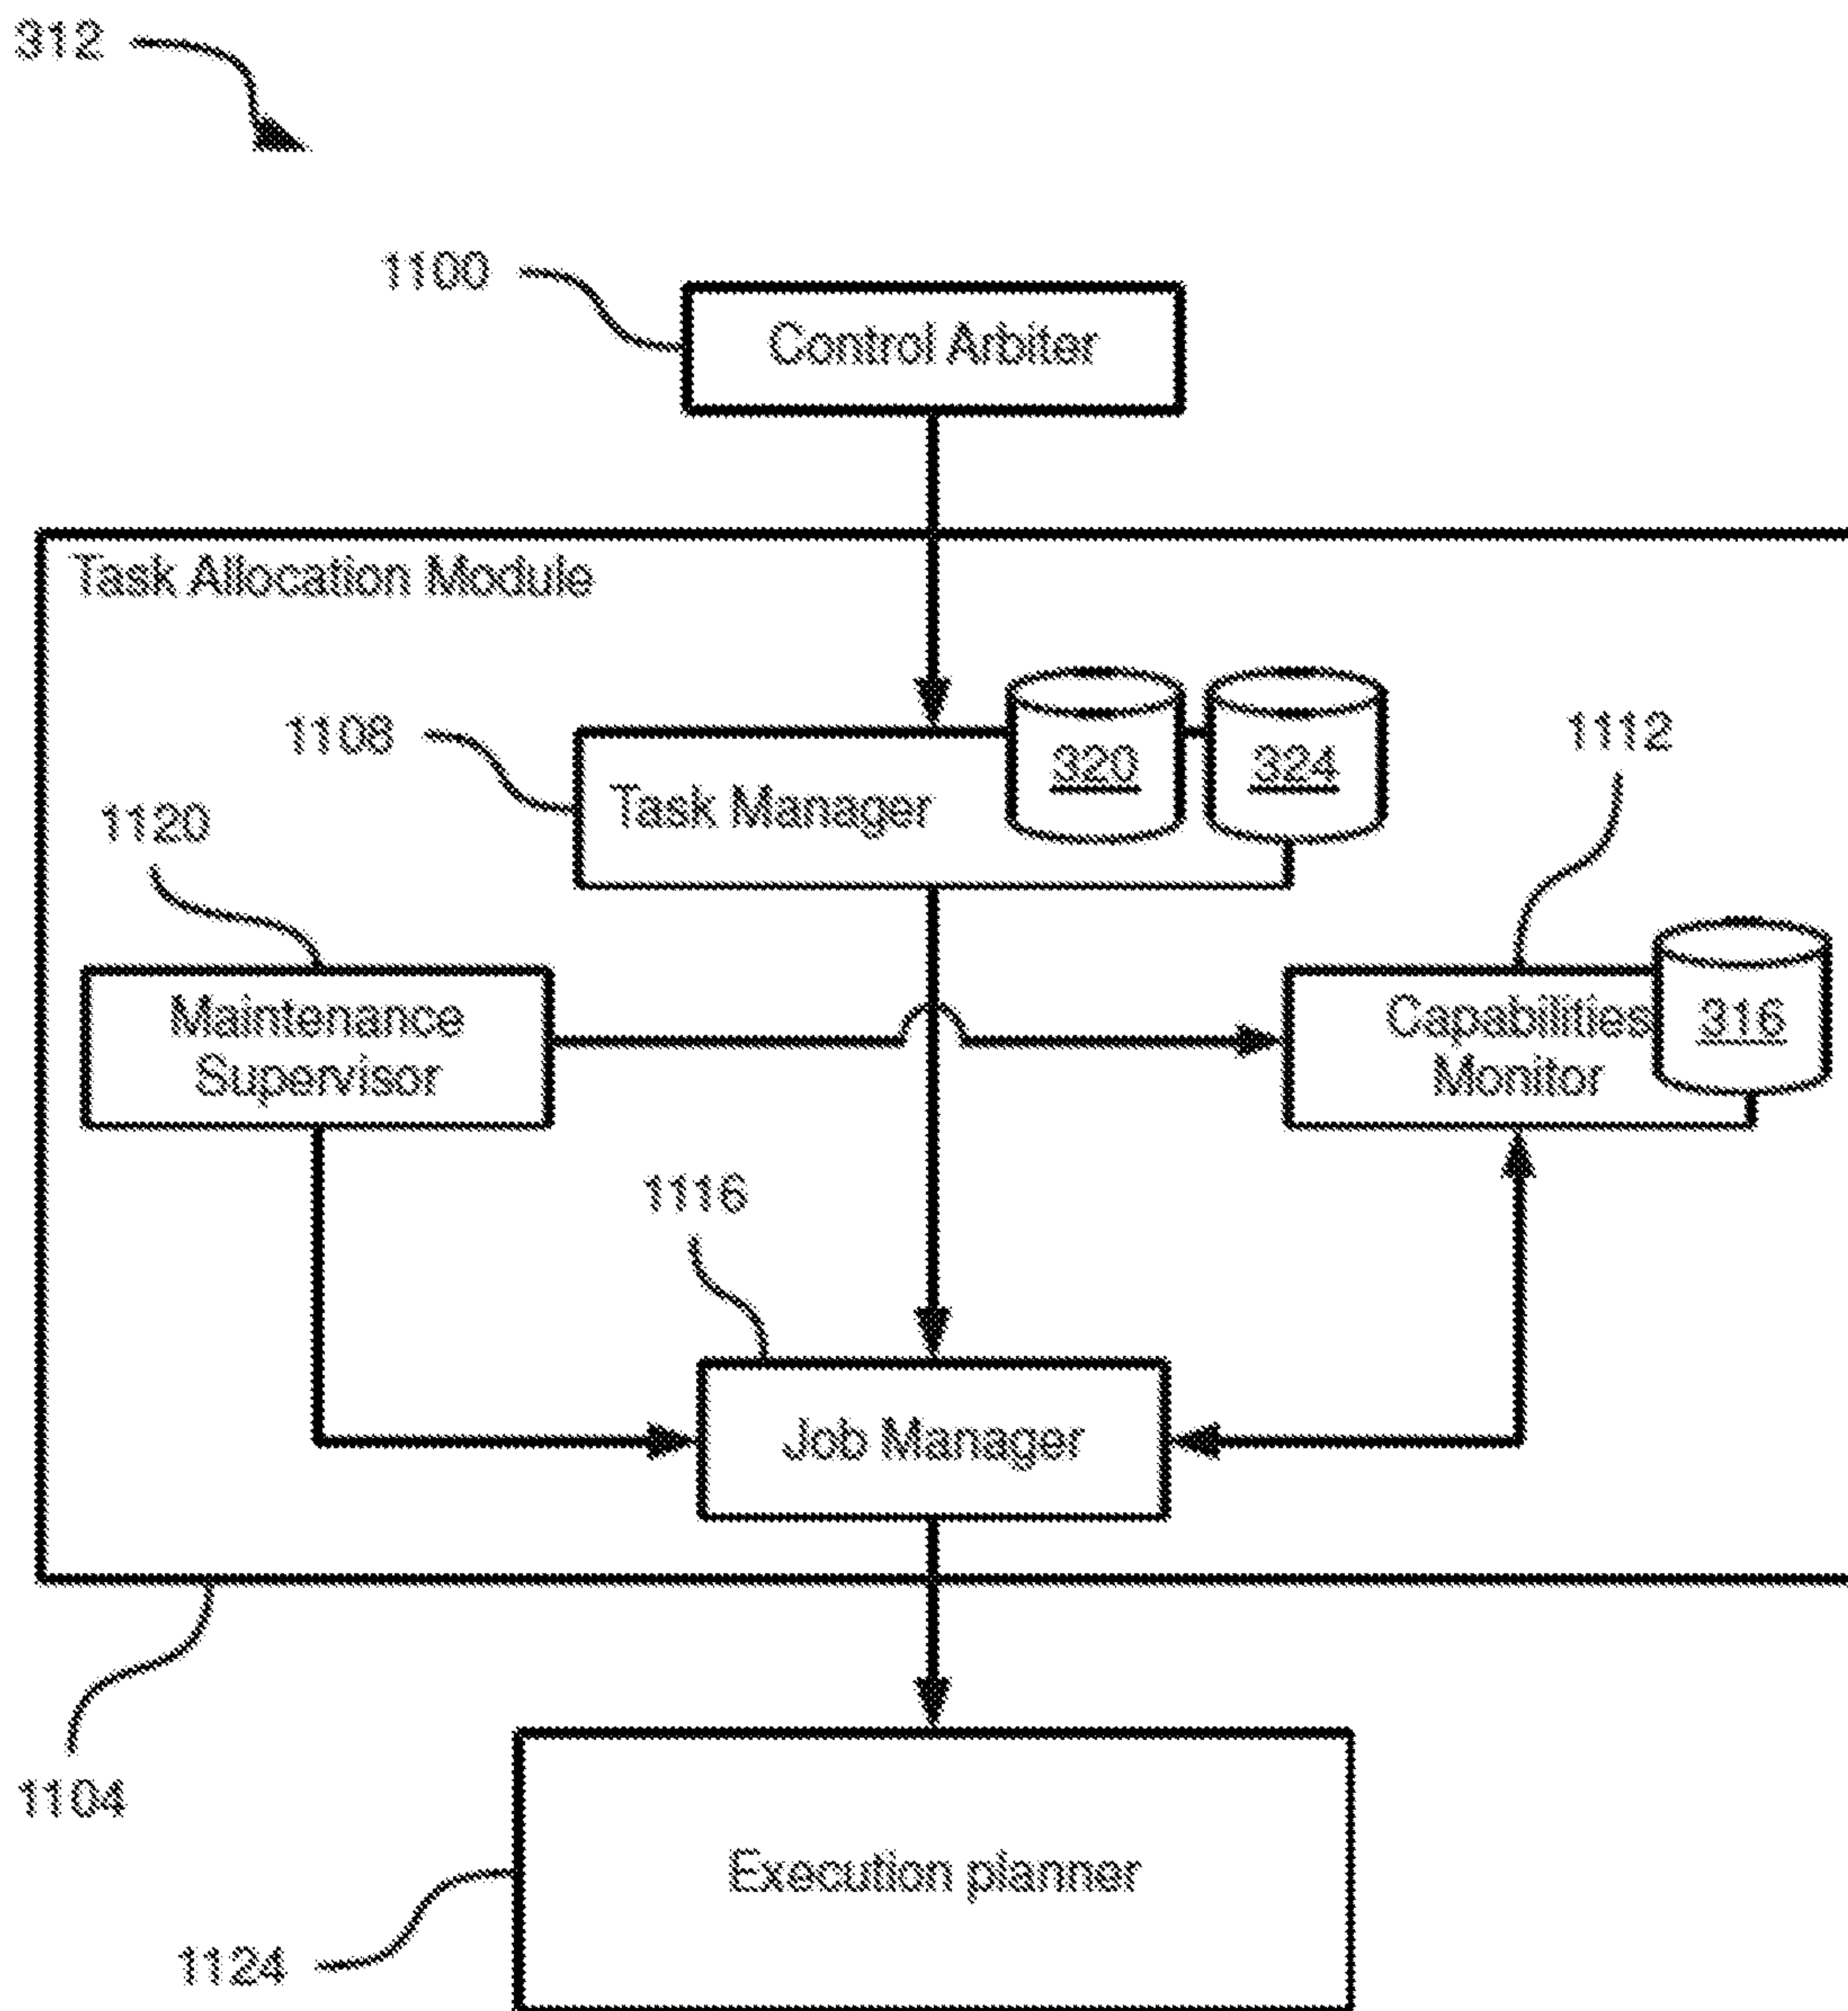 312
1100
Control Arbiter
Task Allocation Module
1108
Task Manager
320
324
1112
1120
Maintenance
Supervisor
Capabilities
Monitor
316
1116
Job Manager
1104
Execution planner
1124